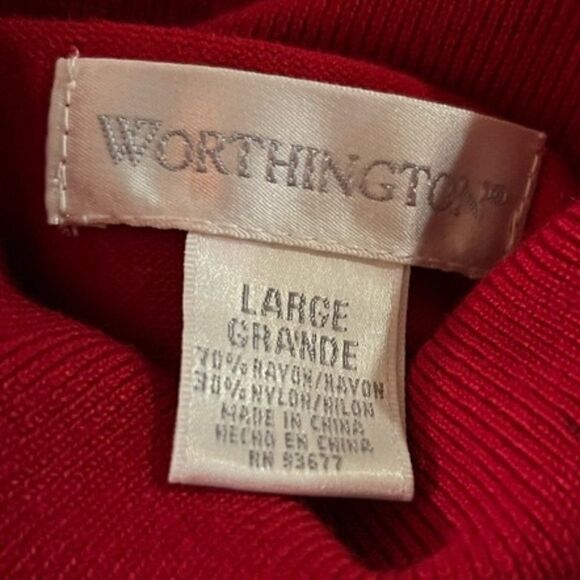 WORTHINGTON
LARGE
GRANDE
70% RAYON/RAYON
30% NYLON/NILON
MADE IN CHINA
HECHO EN CHINA
RN 93677